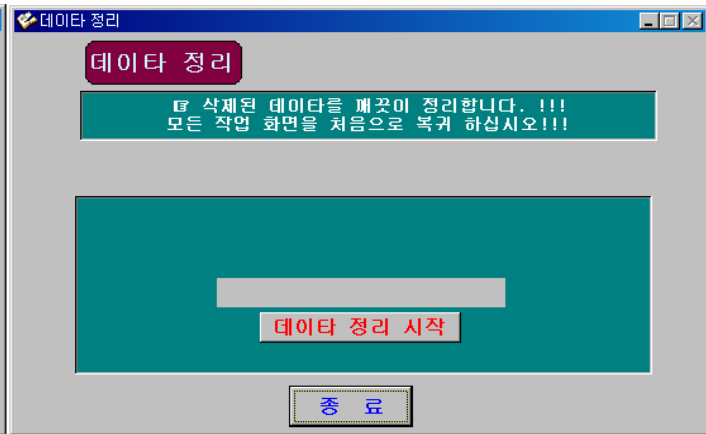 데이타 정리
데이타 정리
☞ 삭제된 데이타를 깨끗이 정리합니다. !!!
모든 작업 화면을 처음으로 복귀 하십시오!!!
데이타 정리 시작
종 료